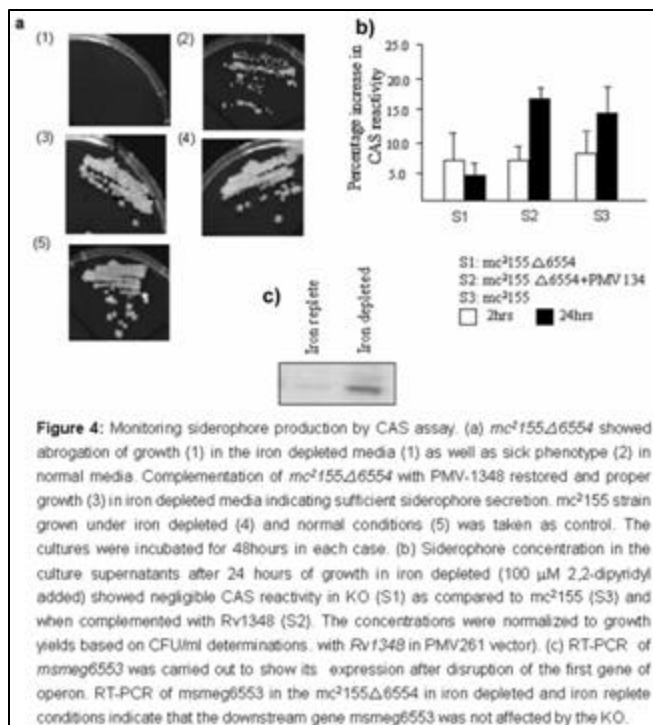 a
(1)
(2)
(3)
(4)
(5)
b)
Percentage increase in
CAS reactivity
25.0
20.0
15.0
10.0
5.0
S1
S2
S3
S1: mc²155 △6554
S2: mc²155 △6554+PMV 134
S3: mc²155
2hrs
24hrs
c)
Iron replete
Iron depleted
Figure 4: Monitoring siderophore production by CAS assay. (a) mc²155Δ6554 showed
abrogation of growth (1) in the iron depleted media (1) as well as sick phenotype (2) in
normal media. Complementation of mc²155Δ6554 with PMV-1348 restored and proper
growth (3) in iron depleted media indicating sufficient siderophore secretion. mc²155 strain
grown under iron depleted (4) and normal conditions (5) was taken as control. The
cultures were incubated for 48hours in each case. (b) Siderophore concentration in the
culture supernatants after 24 hours of growth in iron depleted (100 μM 2,2-dipyridyl
added) showed negligible CAS reactivity in KO (S1) as compared to mc²155 (S3) and
when complemented with Rv1348 (S2). The concentrations were normalized to growth
yields based on CFU/ml determinations. with Rv1348 in PMV261 vector). (c) RT-PCR of
msmeg6553 was carried out to show its expression after disruption of the first gene of
operon. RT-PCR of msmeg6553 in the mc²155Δ6554 in iron depleted and iron replete
conditions indicate that the downstream gene msmeg6553 was not affected by the KO.